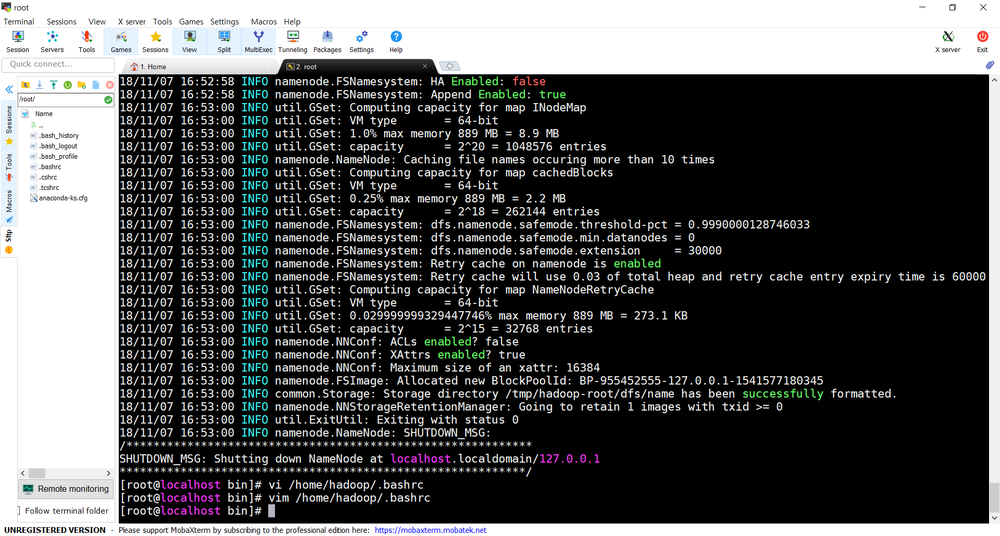 root
Terminal Sessions View X server Tools Games Settings Macros Help
Session Servers Tools Games Sessions View Split MultiExec Tunneling Packages Settings Help X server Exit
Quick connect...
1. Home
2. root
/root/
Name
..
.bash_history
.bash_logout
.bash_profile
.bashrc
.cshrc
.tcshrc
anaconda-ks.cfg
Sessions
Tools
Macros
Sftp
Remote monitoring
Follow terminal folder
18/11/07 16:52:58 INFO namenode.FSNamesystem: HA Enabled: false
18/11/07 16:52:58 INFO namenode.FSNamesystem: Append Enabled: true
18/11/07 16:53:00 INFO util.GSet: Computing capacity for map INodeMap
18/11/07 16:53:00 INFO util.GSet: VM type       = 64-bit
18/11/07 16:53:00 INFO util.GSet: 1.0% max memory 889 MB = 8.9 MB
18/11/07 16:53:00 INFO util.GSet: capacity      = 2^20 = 1048576 entries
18/11/07 16:53:00 INFO namenode.NameNode: Caching file names occuring more than 10 times
18/11/07 16:53:00 INFO util.GSet: Computing capacity for map cachedBlocks
18/11/07 16:53:00 INFO util.GSet: VM type       = 64-bit
18/11/07 16:53:00 INFO util.GSet: 0.25% max memory 889 MB = 2.2 MB
18/11/07 16:53:00 INFO util.GSet: capacity      = 2^18 = 262144 entries
18/11/07 16:53:00 INFO namenode.FSNamesystem: dfs.namenode.safemode.threshold-pct = 0.9990000128746033
18/11/07 16:53:00 INFO namenode.FSNamesystem: dfs.namenode.safemode.min.datanodes = 0
18/11/07 16:53:00 INFO namenode.FSNamesystem: dfs.namenode.safemode.extension     = 30000
18/11/07 16:53:00 INFO namenode.FSNamesystem: Retry cache on namenode is enabled
18/11/07 16:53:00 INFO namenode.FSNamesystem: Retry cache will use 0.03 of total heap and retry cache entry expiry time is 60000
18/11/07 16:53:00 INFO util.GSet: Computing capacity for map NameNodeRetryCache
18/11/07 16:53:00 INFO util.GSet: VM type       = 64-bit
18/11/07 16:53:00 INFO util.GSet: 0.029999999329447746% max memory 889 MB = 273.1 KB
18/11/07 16:53:00 INFO util.GSet: capacity      = 2^15 = 32768 entries
18/11/07 16:53:00 INFO namenode.NNConf: ACLs enabled? false
18/11/07 16:53:00 INFO namenode.NNConf: XAttrs enabled? true
18/11/07 16:53:00 INFO namenode.NNConf: Maximum size of an xattr: 16384
18/11/07 16:53:00 INFO namenode.FSImage: Allocated new BlockPoolId: BP-955452555-127.0.0.1-1541577180345
18/11/07 16:53:00 INFO common.Storage: Storage directory /tmp/hadoop-root/dfs/name has been successfully formatted.
18/11/07 16:53:00 INFO namenode.NNStorageRetentionManager: Going to retain 1 images with txid >= 0
18/11/07 16:53:00 INFO util.ExitUtil: Exiting with status 0
18/11/07 16:53:00 INFO namenode.NameNode: SHUTDOWN_MSG:
/************************************************************
SHUTDOWN_MSG: Shutting down NameNode at localhost.localdomain/127.0.0.1
************************************************************/
[root@localhost bin]# vi /home/hadoop/.bashrc
[root@localhost bin]# vim /home/hadoop/.bashrc
[root@localhost bin]#
UNREGISTERED VERSION - Please support MobaXterm by subscribing to the professional edition here: https://mobaxterm.mobatek.net